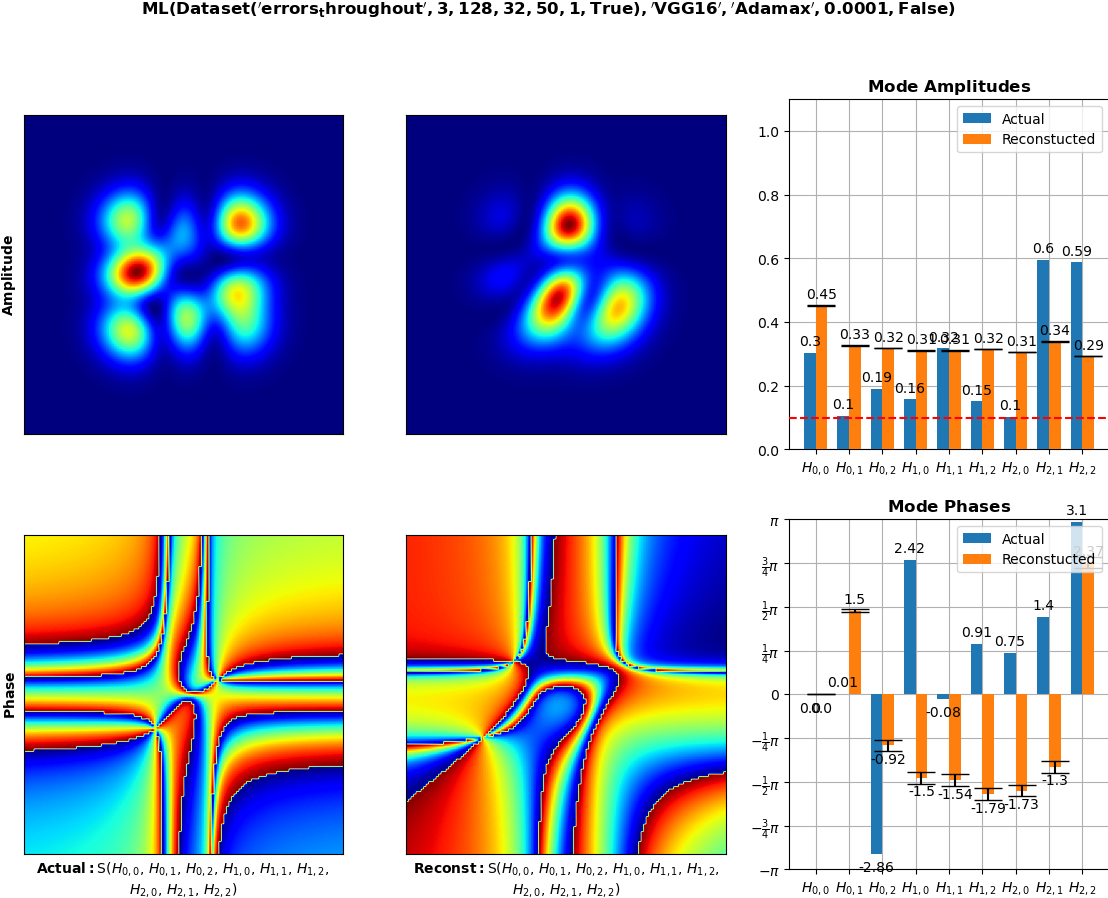 ML(Dataset('errors_throughout', 3, 128, 32, 50, 1, True), 'VGG16', 'Adamax', 0.0001, False)
Amplitude
Mode Amplitudes
Actual
Reconstucted
1.0
0.8
0.6
0.4
0.2
0.0
0.3
0.45
0.1
0.33
0.19
0.32
0.16
0.31
0.32
0.31
0.15
0.32
0.1
0.31
0.6
0.34
0.59
0.29
H0,0 H0,1 H0,2 H1,0 H1,1 H1,2 H2,0 H2,1 H2,2
Phase
Actual: S(H0,0, H0,1, H0,2, H1,0, H1,1, H1,2,
H2,0, H2,1, H2,2)
Reconst: S(H0,0, H0,1, H0,2, H1,0, H1,1, H1,2,
H2,0, H2,1, H2,2)
Mode Phases
Actual
Reconstucted
π
3/4π
1/2π
1/4π
0
−1/4π
−1/2π
−3/4π
−π
0.0
0.0
0.01
1.5
-2.86
-0.92
2.42
-1.5
-0.08
-1.54
0.91
-1.79
0.75
-1.73
1.4
-1.3
3.1
2.37
H0,0 H0,1 H0,2 H1,0 H1,1 H1,2 H2,0 H2,1 H2,2